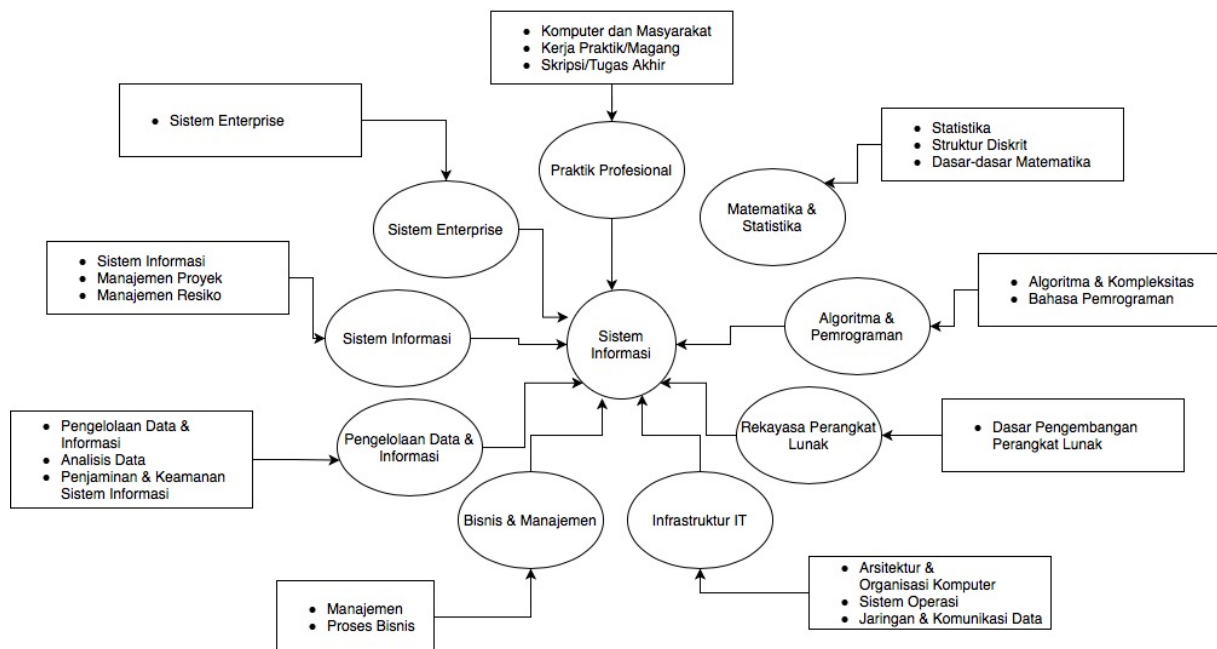 ● Komputer dan Masyarakat
● Kerja Praktik/Magang
● Skripsi/Tugas Akhir
● Sistem Enterprise
● Statistika
● Struktur Diskrit
● Dasar-dasar Matematika
Praktik Profesional
Matematika &
Statistika
Sistem Enterprise
● Sistem Informasi
● Manajemen Proyek
● Manajemen Resiko
● Algoritma & Kompleksitas
● Bahasa Pemrograman
Sistem Informasi
Sistem
Informasi
Algoritma &
Pemrograman
● Pengelolaan Data &
Informasi
● Analisis Data
● Penjaminan & Keamanan
Sistem Informasi
Pengelolaan Data &
Informasi
Rekayasa Perangkat
Lunak
● Dasar Pengembangan
Perangkat Lunak
Bisnis & Manajemen
Infrastruktur IT
● Manajemen
● Proses Bisnis
● Arsitektur &
Organisasi Komputer
● Sistem Operasi
● Jaringan & Komunikasi Data